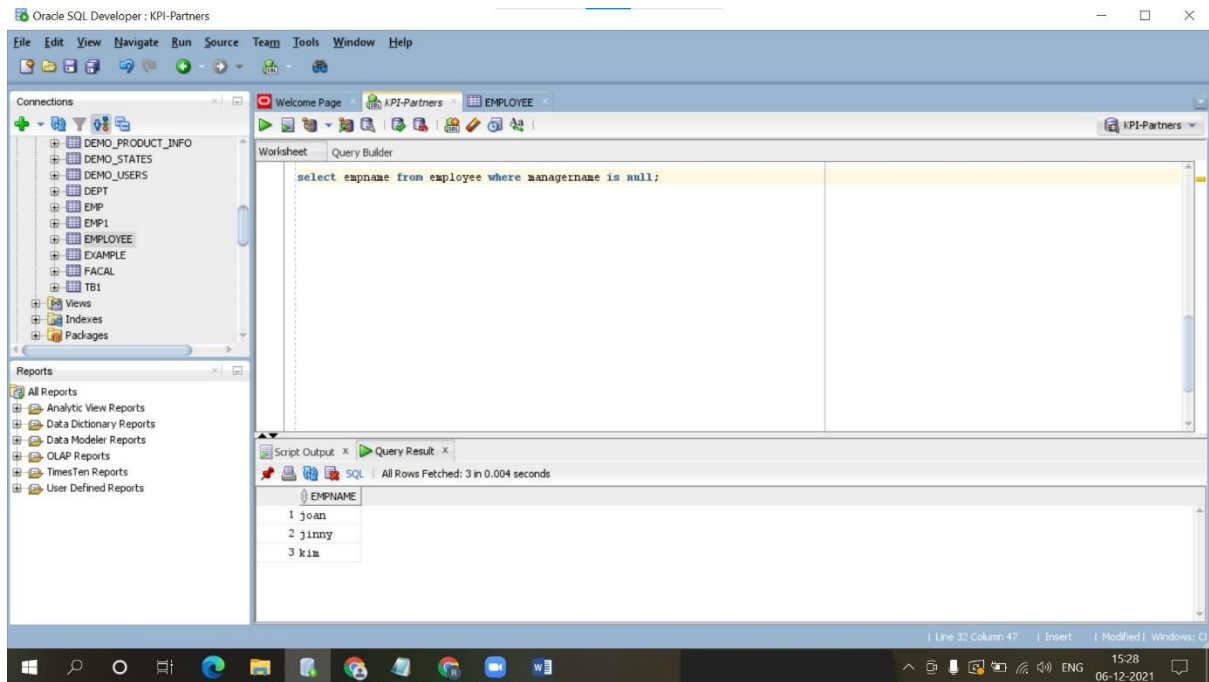 Oracle SQL Developer : KPI-Partners
File Edit View Navigate Run Source Team Tools Window Help
Connections
Welcome Page
KPI-Partners
EMPLOYEE
KPI-Partners
DEMO_PRODUCT_INFO
DEMO_STATES
DEMO_USERS
DEPT
EMP
EMP1
EMPLOYEE
EXAMPLE
FACAL
TB1
Views
Indexes
Packages
Worksheet Query Builder
select empname from employee where managername is null;
Reports
All Reports
Analytic View Reports
Data Dictionary Reports
Data Modeler Reports
OLAP Reports
TimesTen Reports
User Defined Reports
Script Output x Query Result x
SQL | All Rows Fetched: 3 in 0.004 seconds
EMPNAME
1 joan
2 jinny
3 kim
| Line 32 Column 47 | Insert | Modified | Windows: Cl
ENG
15:28
06-12-2021